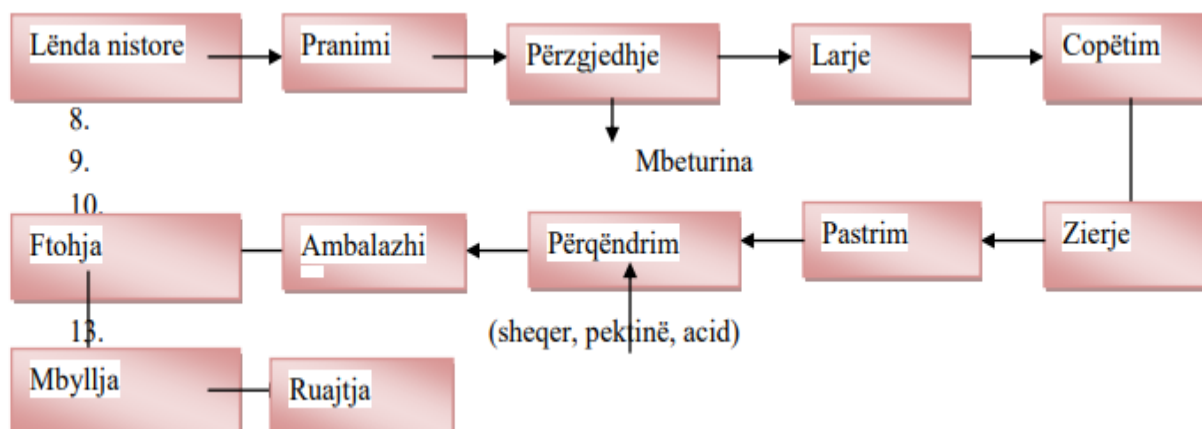 Lënda nistore
Pranimi
Përzgjedhje
Larje
Copëtim
8.
9.
Mbeturina
10.
Ftohja
Ambalazhi
Përqëndrim
Pastrim
Zierje
13.
(sheqer, pektinë, acid)
Mbyllja
Ruajtja